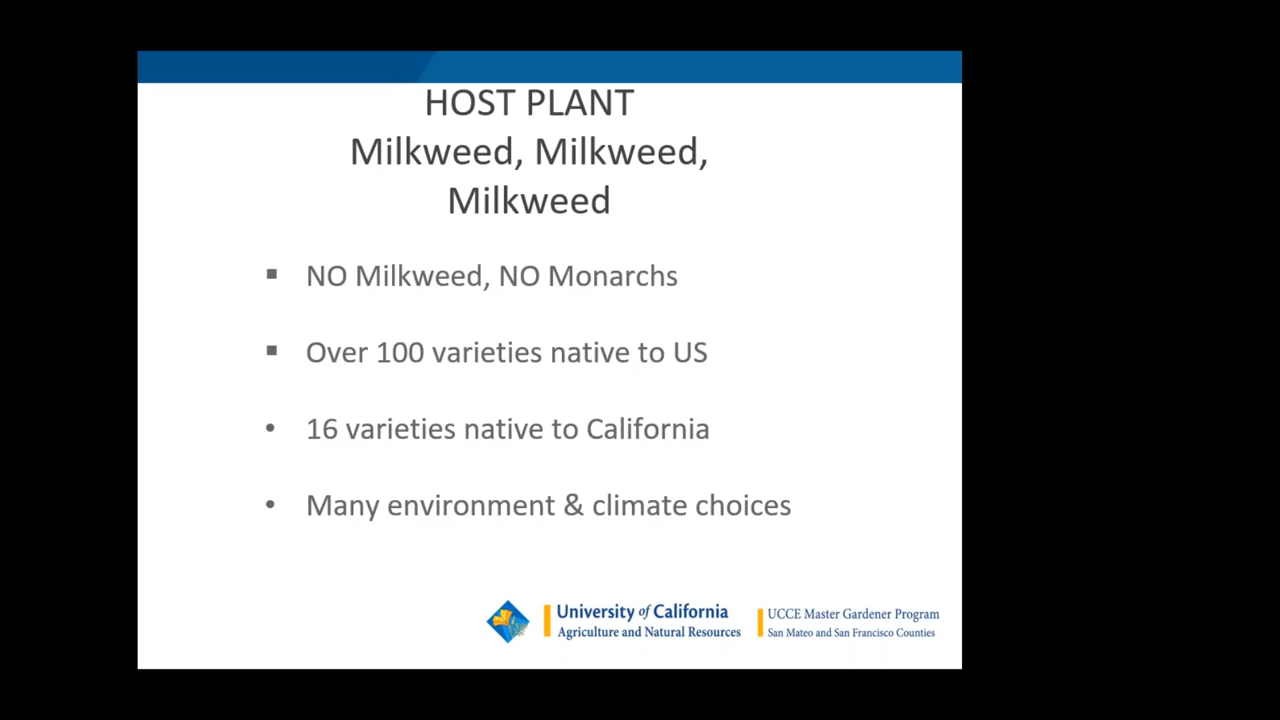 HOST PLANT
Milkweed, Milkweed,
Milkweed
▪ NO Milkweed, NO Monarchs
▪ Over 100 varieties native to US
• 16 varieties native to California
• Many environment & climate choices
University of California
Agriculture and Natural Resources
UCCE Master Gardener Program
San Mateo and San Francisco Counties